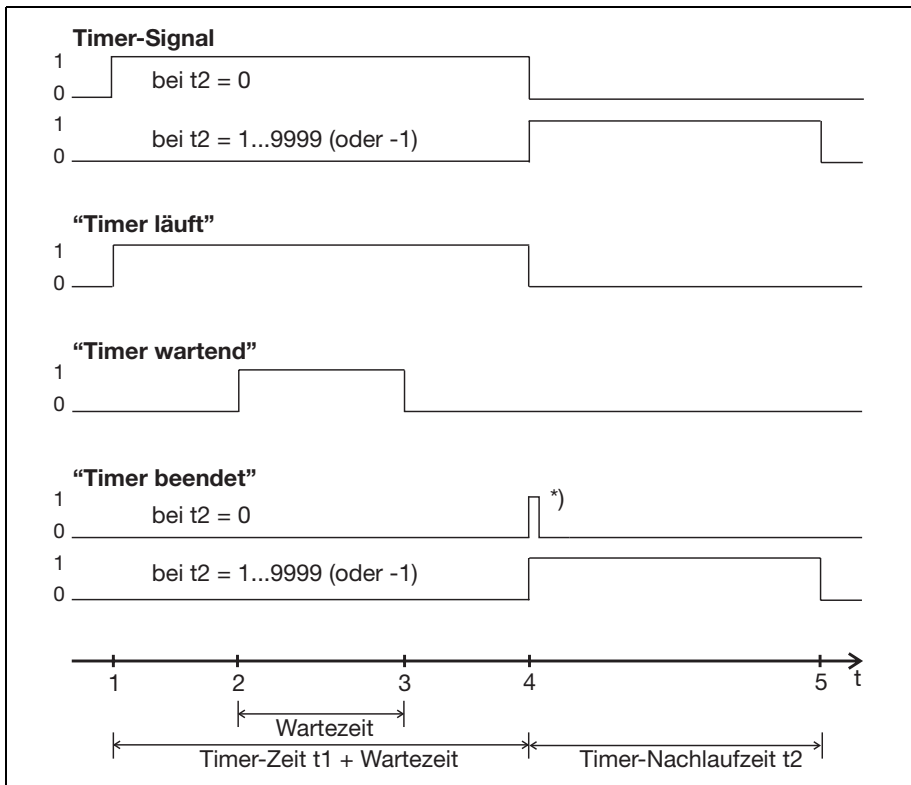 Timer-Signal
1
0
bei t2 = 0
1
0
bei t2 = 1...9999 (oder -1)
“Timer läuft”
1
0
“Timer wartend”
1
0
“Timer beendet”
1
0
bei t2 = 0
*)
1
0
bei t2 = 1...9999 (oder -1)
1 2 3 4 5 t
Wartezeit
Timer-Zeit t1 + Wartezeit Timer-Nachlaufzeit t2